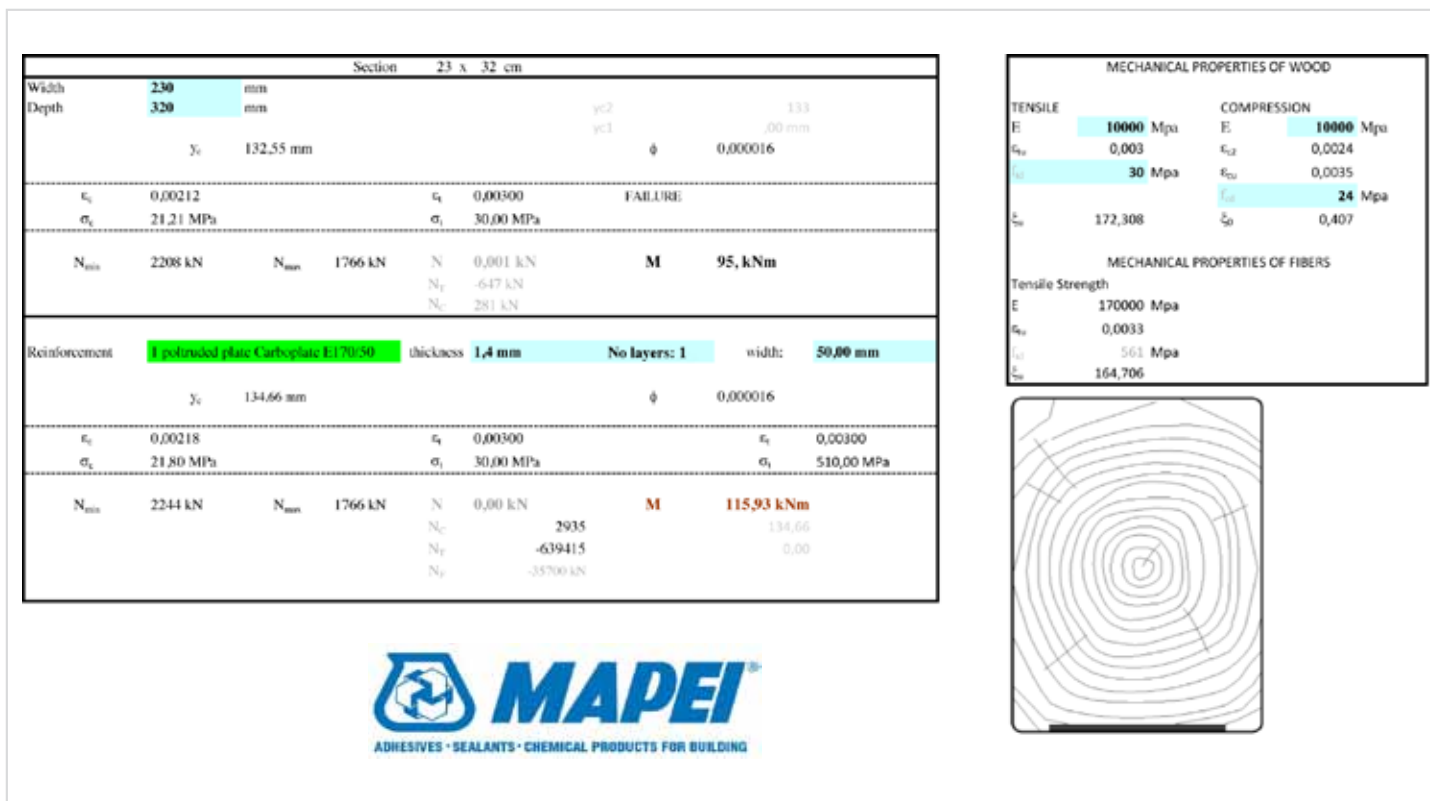 Section 23 x 32 cm
Width 230 mm
Depth 320 mm yc2 133
yc1 ,00 mm
yc 132,55 mm ϕ 0,000016
εc 0,00212 εt 0,00300 FAILURE
σc 21,21 MPa σt 30,00 MPa
Nmin 2208 kN Nmax 1766 kN N 0,001 kN M 95, kNm
NT -647 kN
NC 281 kN
Reinforcement 1 poltruded plate Carboplate E170/50 thickness 1,4 mm No layers: 1 width: 50,00 mm
yc 134,66 mm ϕ 0,000016
εc 0,00218 εt 0,00300 εt 0,00300
σc 21,80 MPa σt 30,00 MPa σt 510,00 MPa
Nmin 2244 kN Nmax 1766 kN N 0,00 kN M 115,93 kNm
NC 2935 134,66
NT -639415 0,00
NF -35700 kN
MECHANICAL PROPERTIES OF WOOD
TENSILE COMPRESSION
E 10000 Mpa E 10000 Mpa
εtu 0,003 εc2 0,0024
30 Mpa εcu 0,0035
24 Mpa
ξu 172,308 ξ0 0,407
MECHANICAL PROPERTIES OF FIBERS
Tensile Strength
E 170000 Mpa
εtu 0,0033
561 Mpa
ξu 164,706
MAPEI®
ADHESIVES · SEALANTS · CHEMICAL PRODUCTS FOR BUILDING